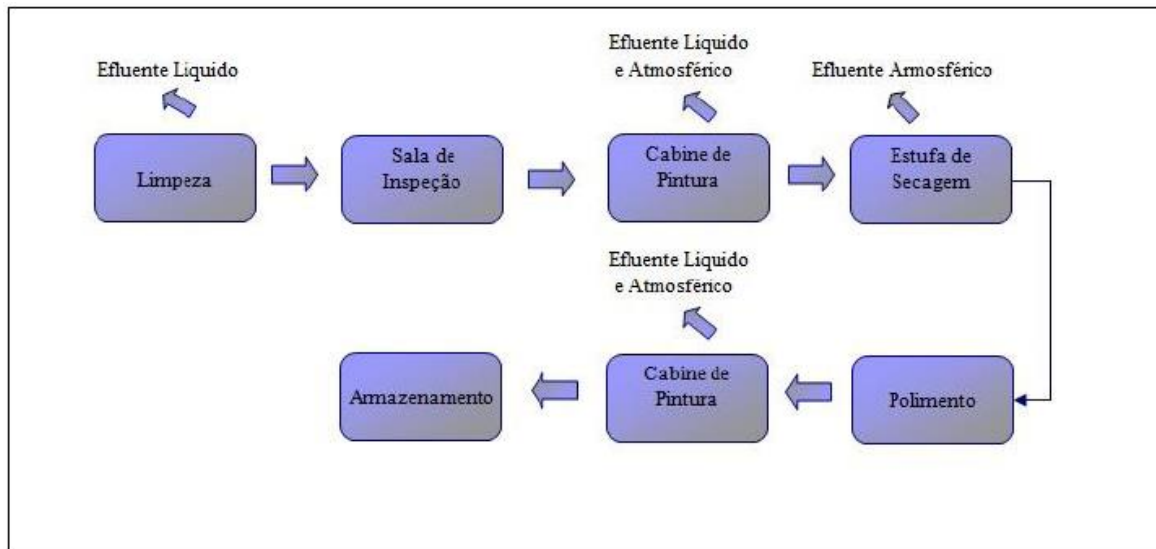 Efluente Liquido
Limpeza
Sala de
Inspeção
Efluente Liquido
e Atmosférico
Cabine de
Pintura
Efluente Armosférico
Estufa de
Secagem
Polimento
Efluente Liquido
e Atmosférico
Cabine de
Pintura
Armazenamento